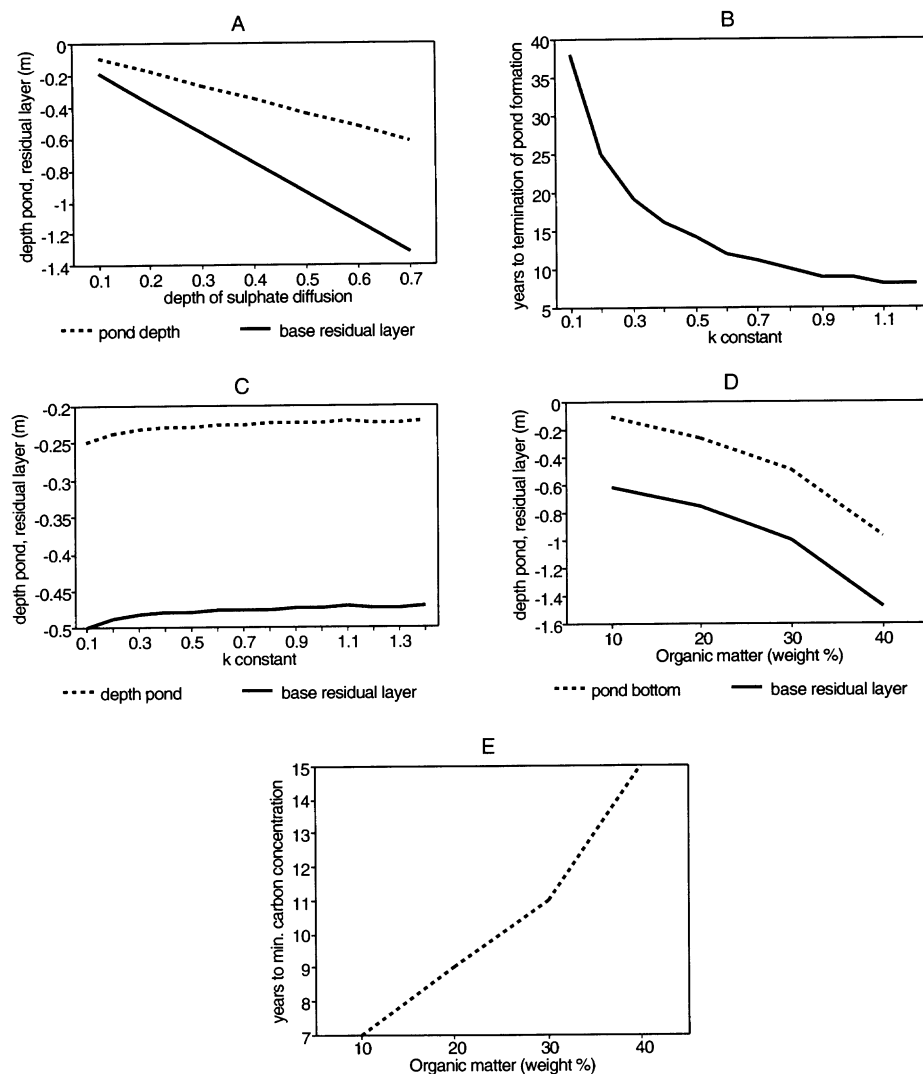 A
depth pond, residual layer (m)
0
-0.2
-0.4
-0.6
-0.8
-1
-1.2
-1.4
0.1 0.2 0.3 0.4 0.5 0.6 0.7
depth of sulphate diffusion
pond depth base residual layer
B
years to termination of pond formation
40
35
30
25
20
15
10
5
0.1 0.3 0.5 0.7 0.9 1.1
k constant
C
depth pond, residual layer (m)
-0.2
-0.25
-0.3
-0.35
-0.4
-0.45
-0.5
0.1 0.3 0.5 0.7 0.9 1.1 1.3
k constant
depth pond base residual layer
D
depth pond, residual layer (m)
0
-0.2
-0.4
-0.6
-0.8
-1
-1.2
-1.4
-1.6
10 20 30 40
Organic matter (weight %)
pond bottom base residual layer
E
years to min. carbon concentration
15
14
13
12
11
10
9
8
7
10 20 30 40
Organic matter (weight %)